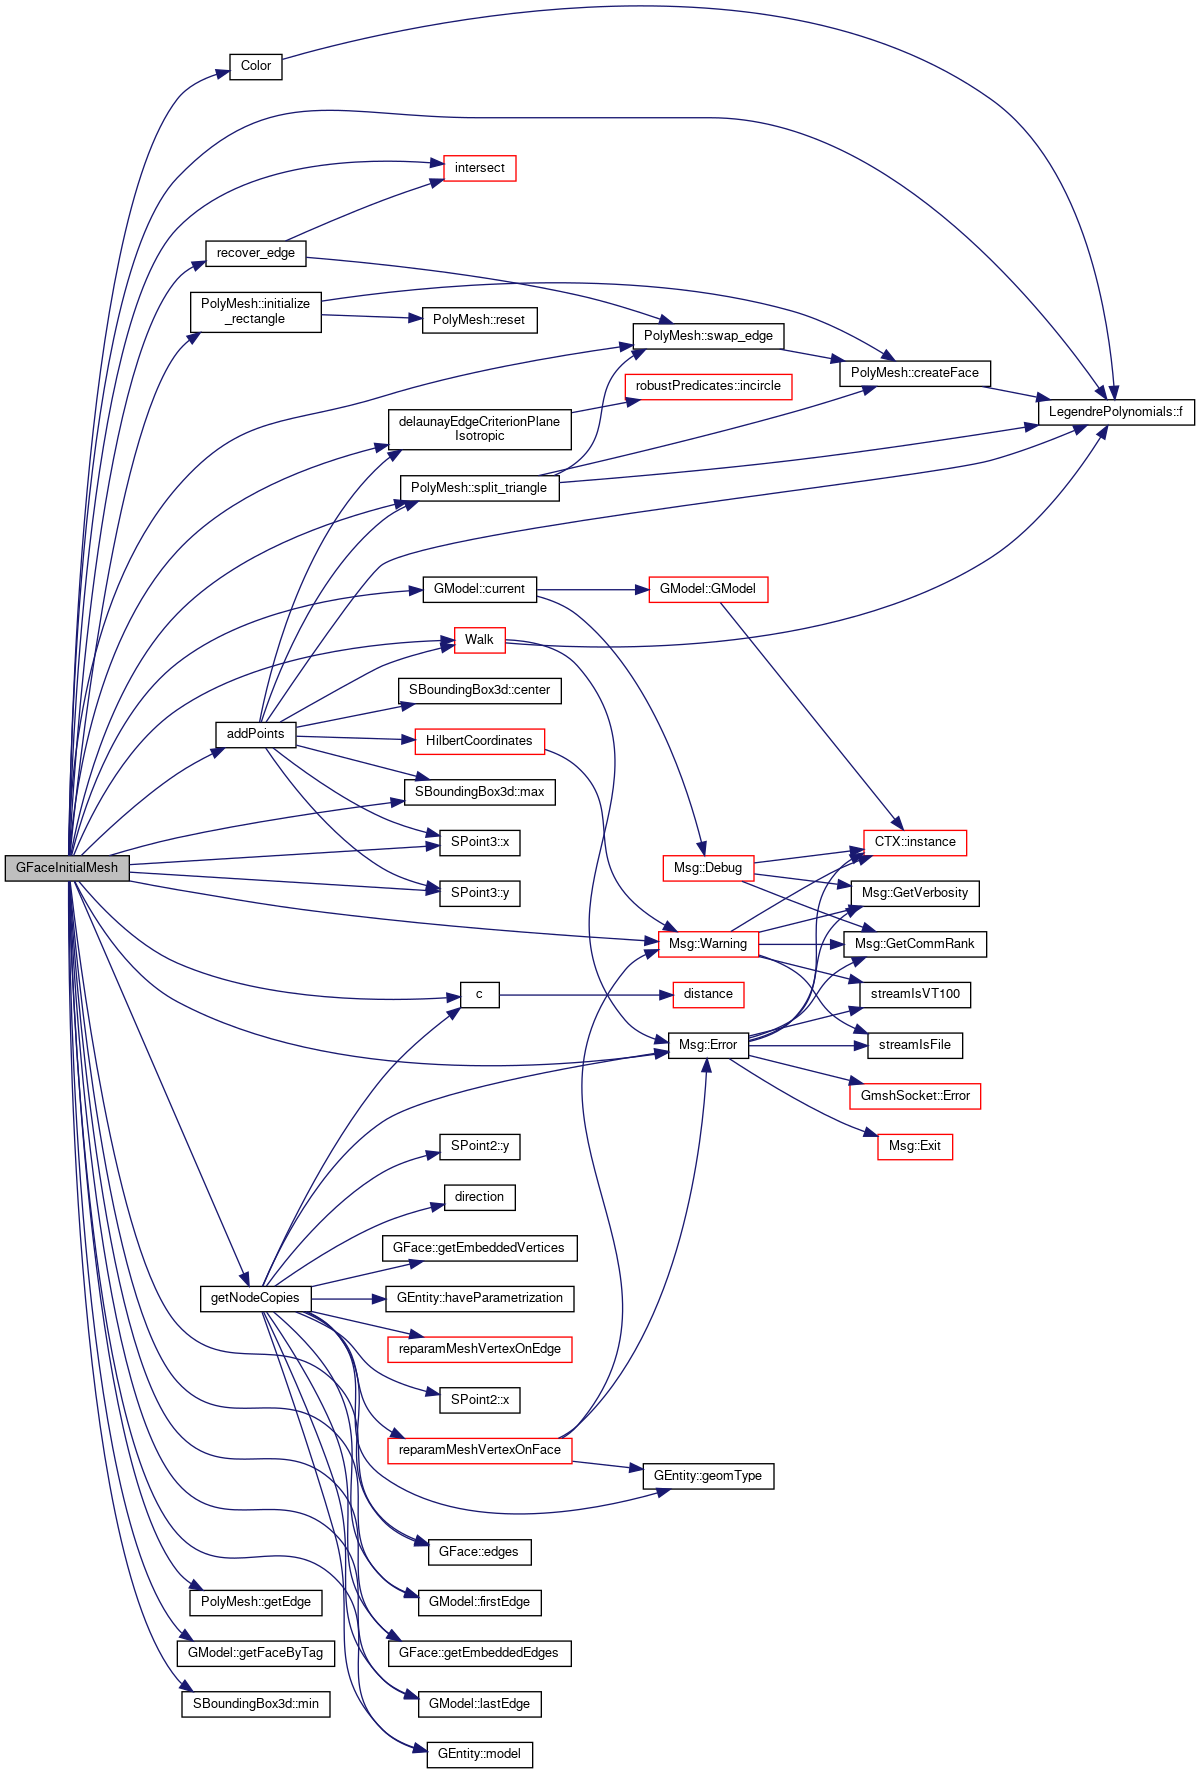 Color
intersect
recover_edge
PolyMesh::initialize
_rectangle
PolyMesh::reset
PolyMesh::swap_edge
PolyMesh::createFace
robustPredicates::incircle
LegendrePolynomials::f
delaunayEdgeCriterionPlane
Isotropic
PolyMesh::split_triangle
GModel::current
GModel::GModel
Walk
SBoundingBox3d::center
addPoints
HilbertCoordinates
SBoundingBox3d::max
SPoint3::x
CTX::instance
GFaceInitialMesh
Msg::Debug
SPoint3::y
Msg::GetVerbosity
Msg::Warning
Msg::GetCommRank
c
distance
streamIsVT100
Msg::Error
streamIsFile
GmshSocket::Error
SPoint2::y
Msg::Exit
direction
GFace::getEmbeddedVertices
getNodeCopies
GEntity::haveParametrization
reparamMeshVertexOnEdge
SPoint2::x
reparamMeshVertexOnFace
GEntity::geomType
GFace::edges
PolyMesh::getEdge
GModel::firstEdge
GModel::getFaceByTag
GFace::getEmbeddedEdges
SBoundingBox3d::min
GModel::lastEdge
GEntity::model